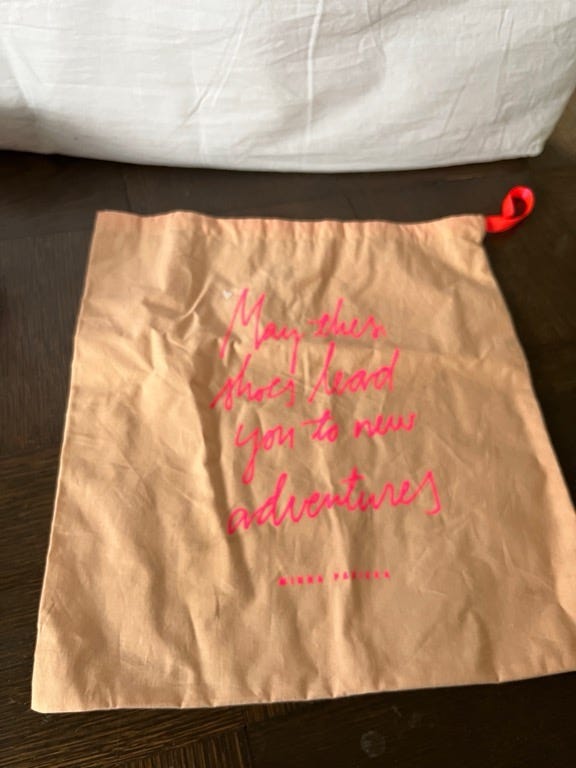 May these
shoes lead
you to new
adventures
MINNA PARIKKA